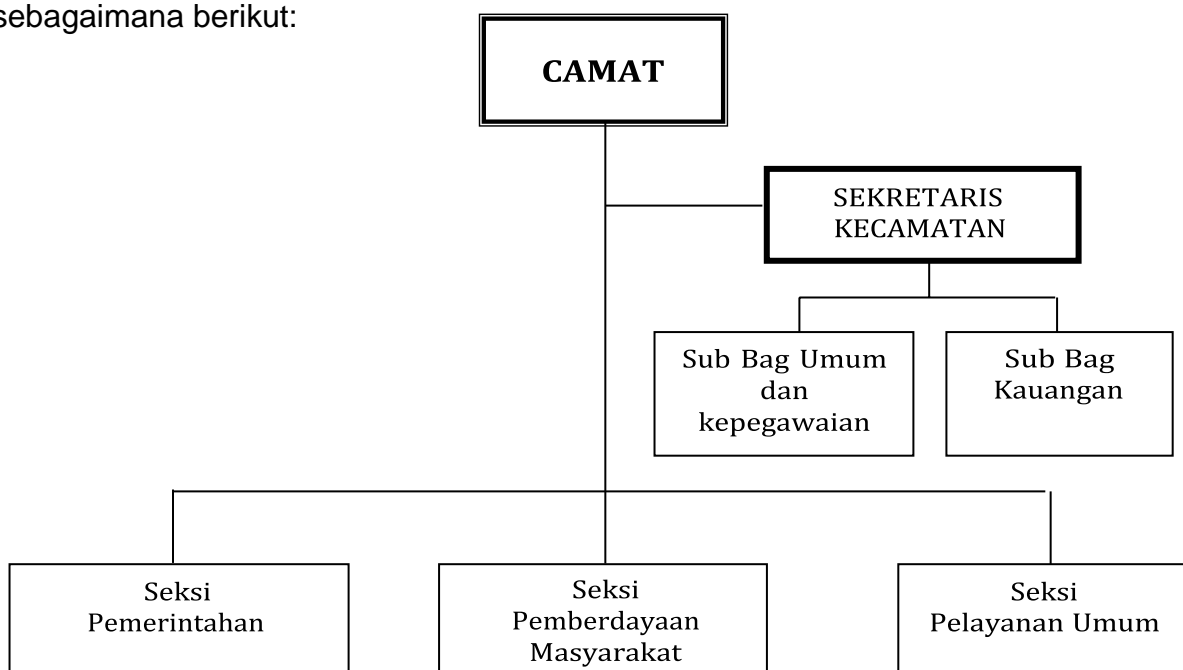 sebagaimana berikut:
CAMAT
SEKRETARIS
KECAMATAN
Sub Bag Umum
dan
kepegawaian
Sub Bag
Kauangan
Seksi
Pemerintahan
Seksi
Pemberdayaan
Masyarakat
Seksi
Pelayanan Umum